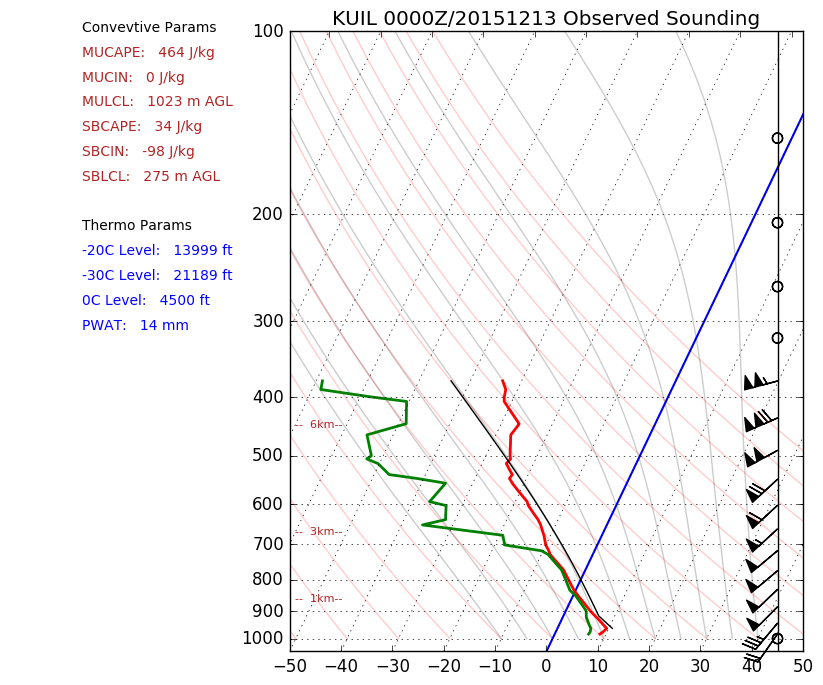 KUIL 0000Z/20151213 Observed Sounding
Convevtive Params
MUCAPE: 464 J/kg
MUCIN: 0 J/kg
MULCL: 1023 m AGL
SBCAPE: 34 J/kg
SBCIN: -98 J/kg
SBLCL: 275 m AGL
Thermo Params
-20C Level: 13999 ft
-30C Level: 21189 ft
0C Level: 4500 ft
PWAT: 14 mm
100
200
300
400
-- 6km--
500
600
-- 3km--
700
800
-- 1km--
900
1000
−50 −40 −30 −20 −10 0 10 20 30 40 50